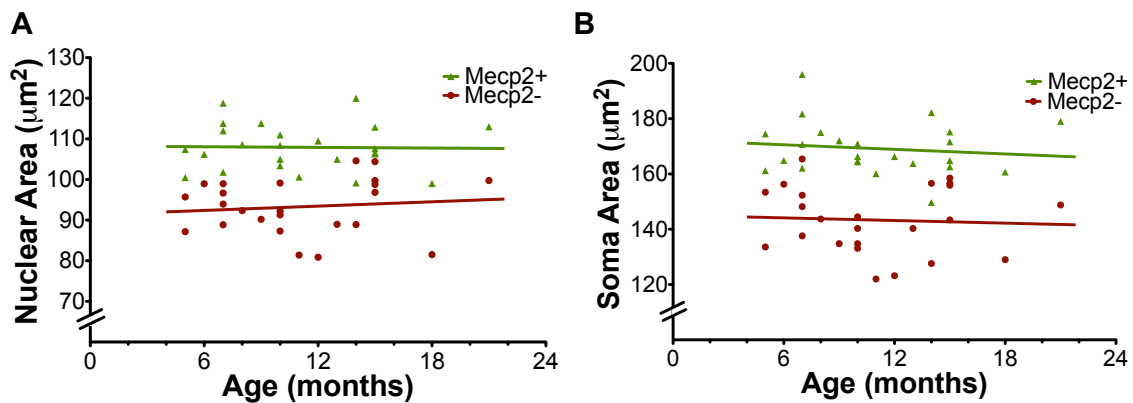 A
Nuclear Area (μm²)
130
120
110
100
90
80
70
0
6
12
18
24
Age (months)
Mecp2+
Mecp2-
B
Soma Area (μm²)
200
180
160
140
120
0
6
12
18
24
Age (months)
Mecp2+
Mecp2-